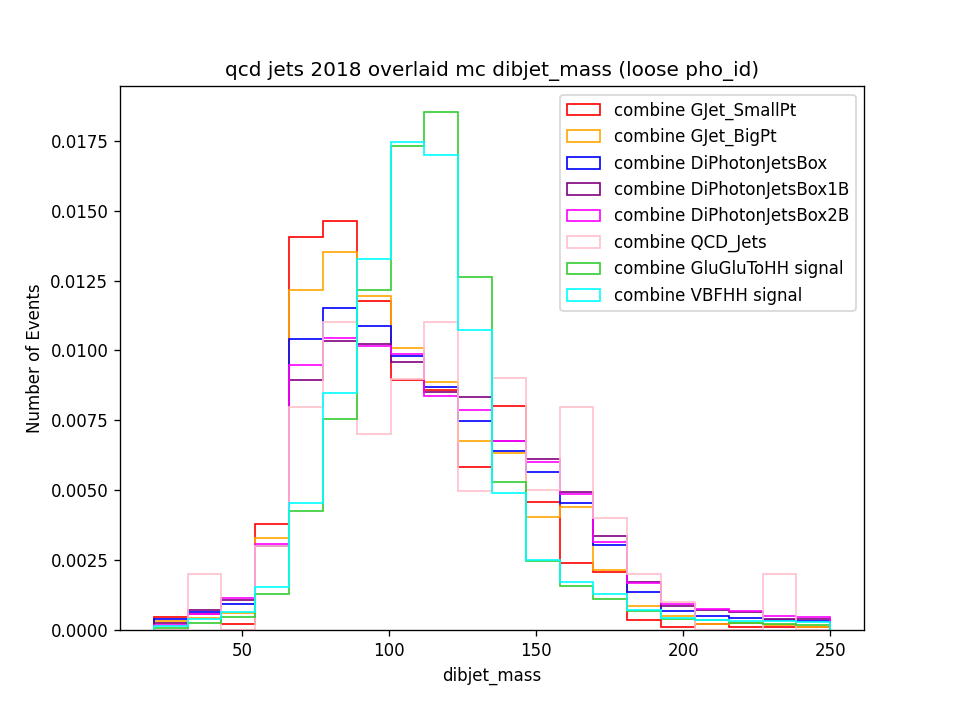 qcd jets 2018 overlaid mc dibjet_mass (loose pho_id)
combine GJet_SmallPt
combine GJet_BigPt
combine DiPhotonJetsBox
combine DiPhotonJetsBox1B
combine DiPhotonJetsBox2B
combine QCD_Jets
combine GluGluToHH signal
combine VBFHH signal
Number of Events
0.0175
0.0150
0.0125
0.0100
0.0075
0.0050
0.0025
0.0000
50 100 150 200 250
dibjet_mass